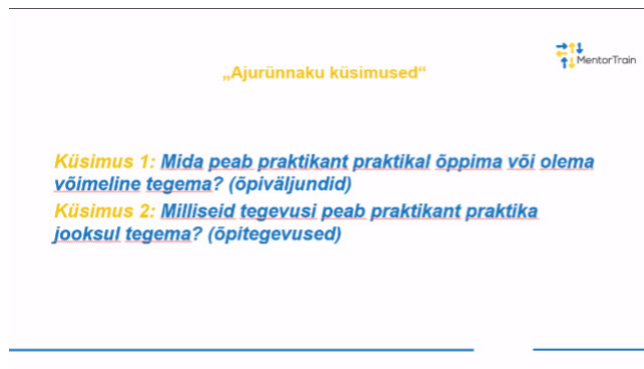 „Ajurünnaku küsimused“
MentorTrain
Küsimus 1: Mida peab praktikant praktikal õppima või olema
võimeline tegema? (õpiväljundid)
Küsimus 2: Milliseid tegevusi peab praktikant praktika
jooksul tegema? (õpitegevused)